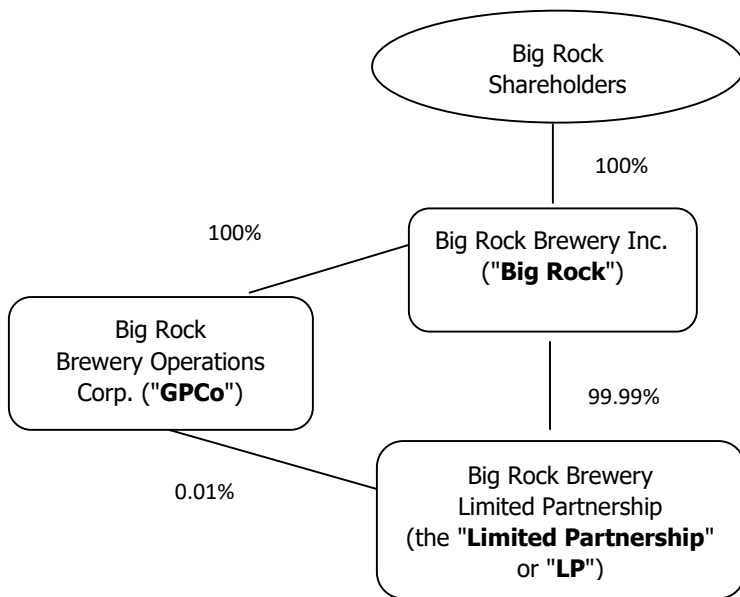 Big Rock
Shareholders
100%
100%
Big Rock Brewery Inc.
("Big Rock")
Big Rock
Brewery Operations
Corp. ("GPCo")
99.99%
0.01%
Big Rock Brewery
Limited Partnership
(the "Limited Partnership"
or "LP")